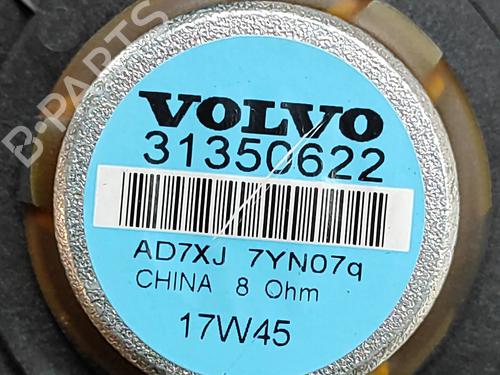 B-PARTS
VOLVO
31350622
AD7XJ 7YN07q
CHINA 8 Ohm
17W45